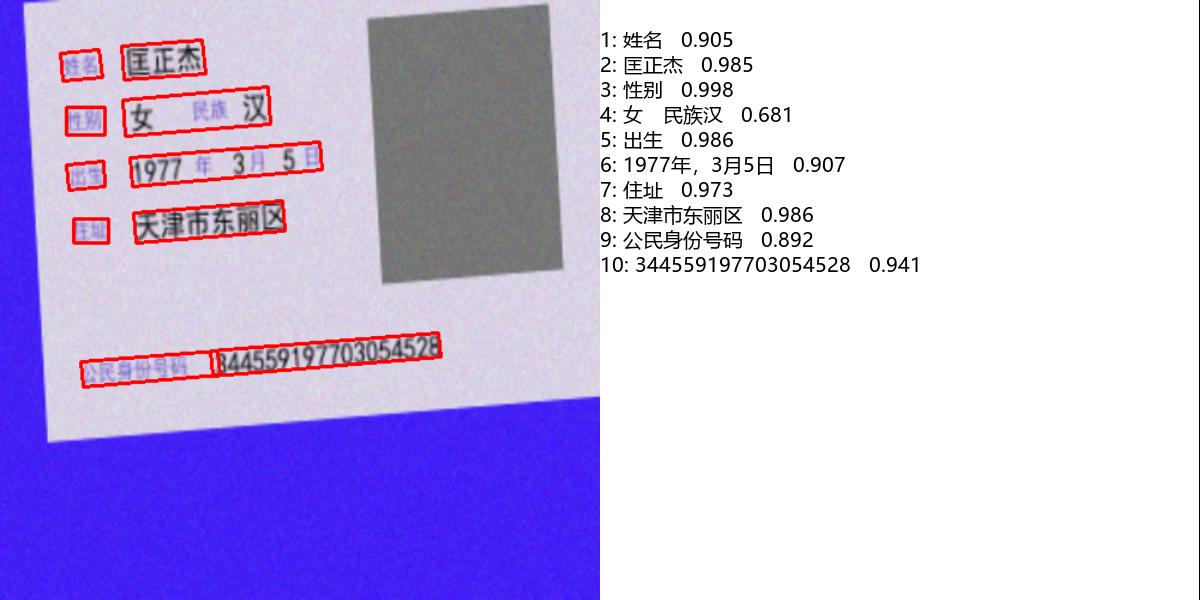 姓名 匡正杰
性别 女 民族 汉
出生 1977 年 3 月 5 日
住址 天津市东丽区
公民身份号码 344559197703054528
1: 姓名 0.905
2: 匡正杰 0.985
3: 性别 0.998
4: 女 民族汉 0.681
5: 出生 0.986
6: 1977年，3月5日 0.907
7: 住址 0.973
8: 天津市东丽区 0.986
9: 公民身份号码 0.892
10: 344559197703054528 0.941